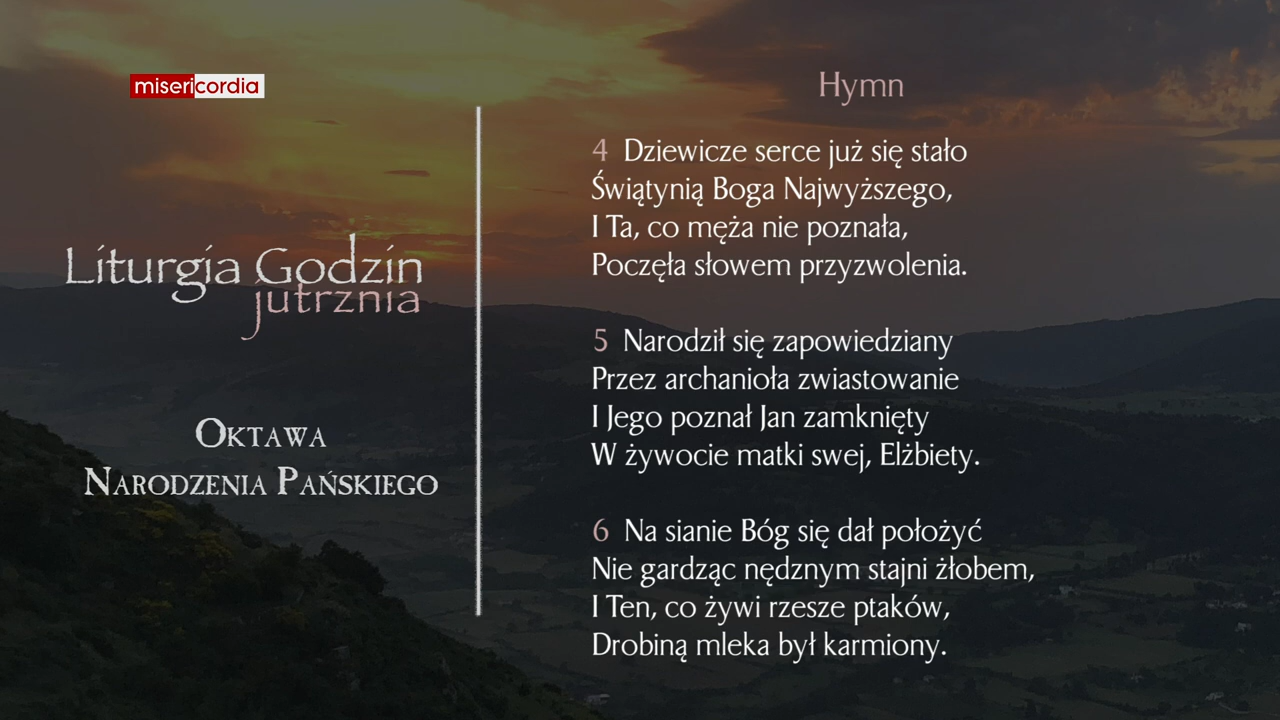 misericordia
Liturgia Godzin
jutrznia
Oktawa
Narodzenia Pańskiego
Hymn
4 Dziewicze serce już się stało
Świątynią Boga Najwyższego,
I Ta, co męża nie poznała,
Poczęła słowem przyzwolenia.
5 Narodził się zapowiedziany
Przez archanioła zwiastowanie
I Jego poznał Jan zamknięty
W żywocie matki swej, Elżbiety.
6 Na sianie Bóg się dał położyć
Nie gardząc nędznym stajni żłobem,
I Ten, co żywi rzesze ptaków,
Drobiną mleka był karmiony.